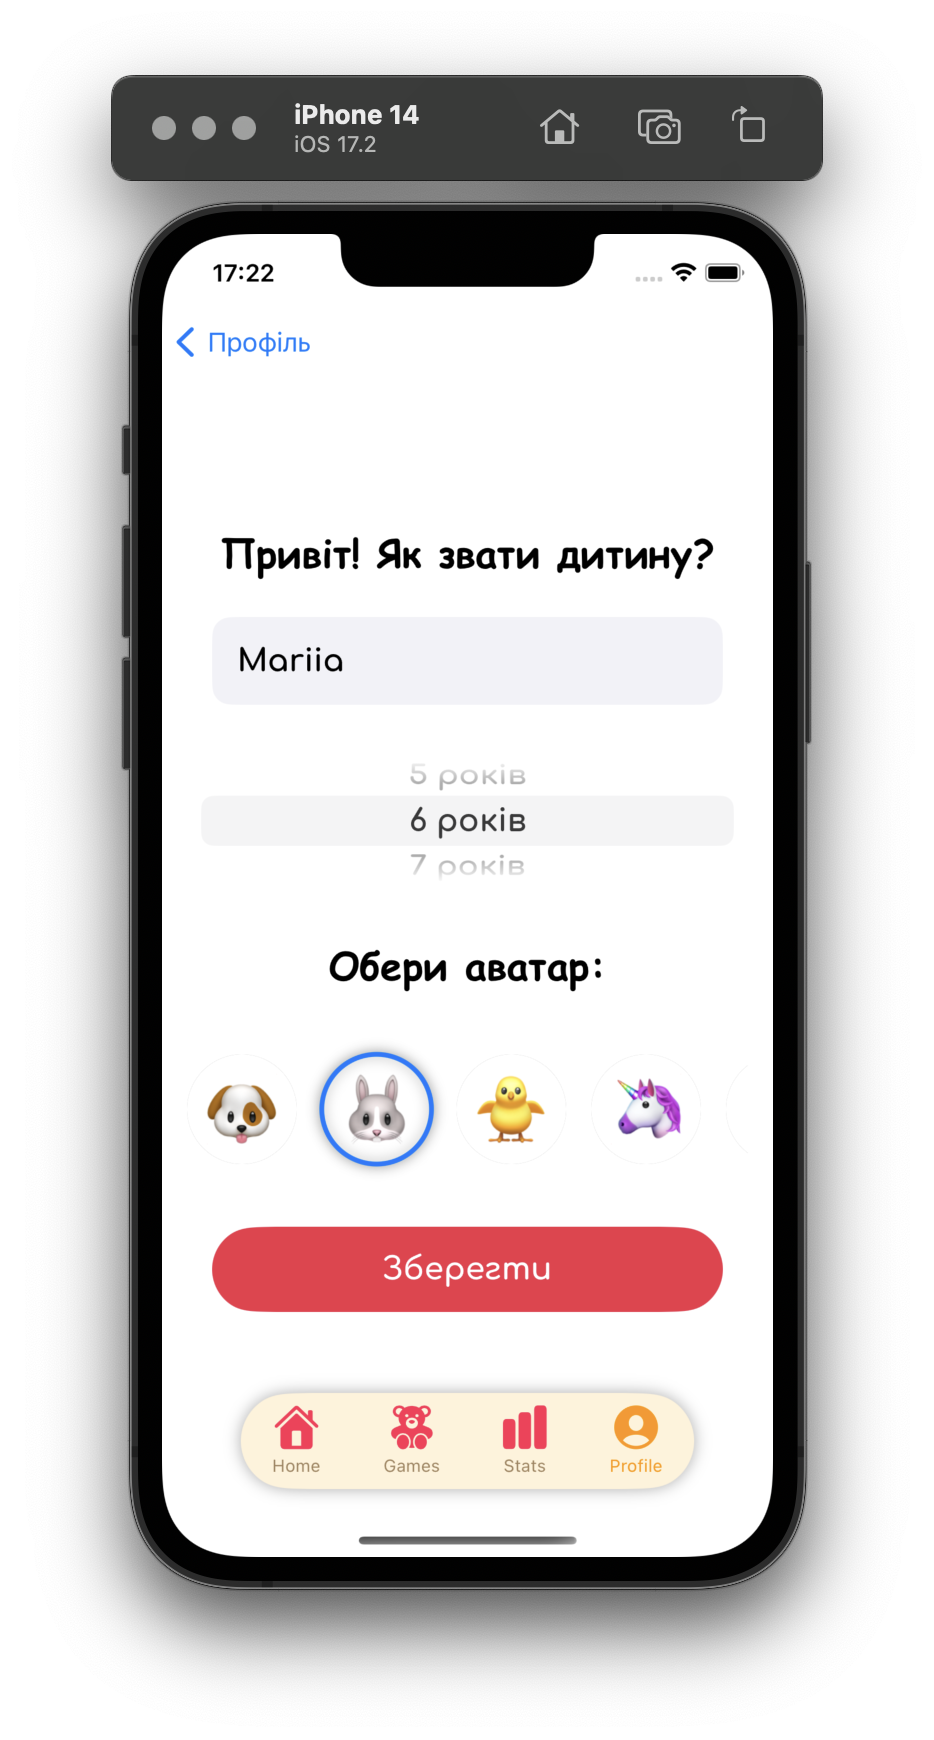 iPhone 14
iOS 17.2
17:22
Профіль
Привіт! Як звати дитину?
Mariia
5 років
6 років
7 років
Обери аватар:
Зберегти
Home
Games
Stats
Profile